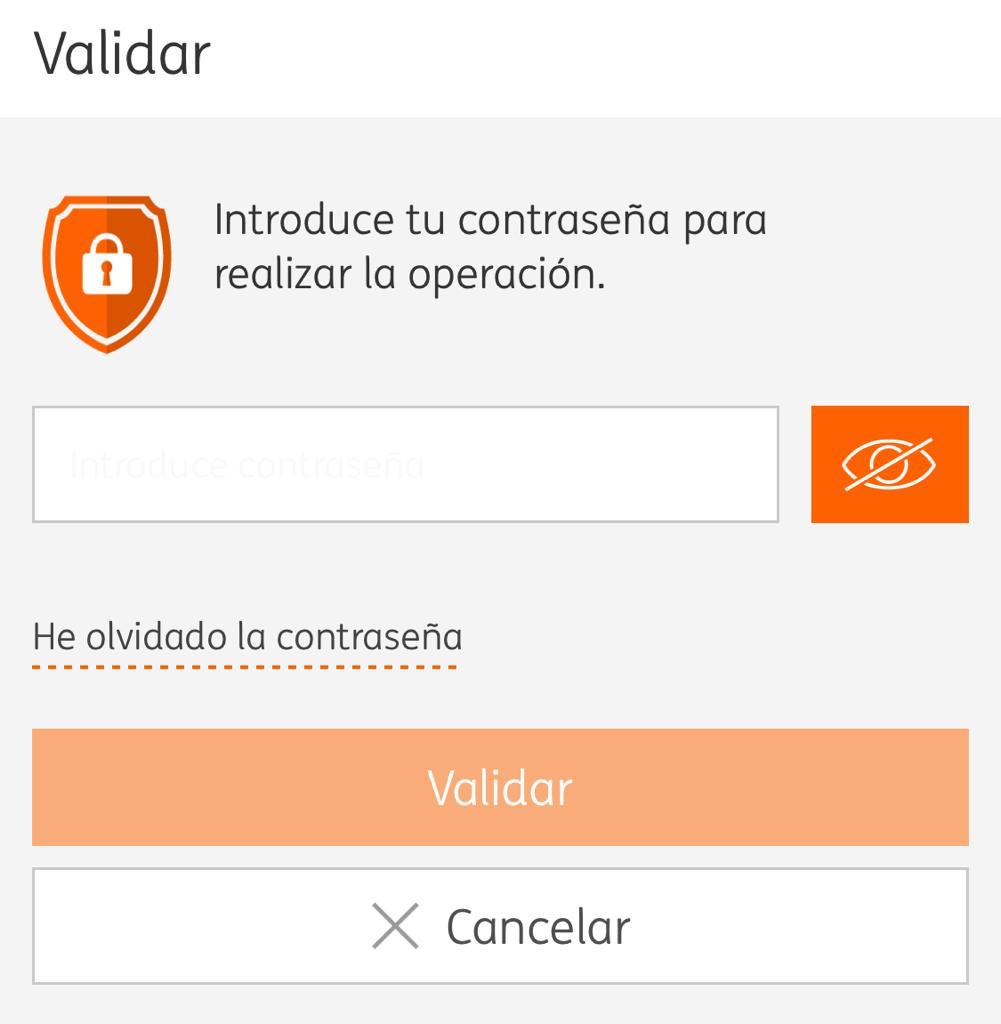 Validar
Introduce tu contraseña para
realizar la operación.
Introduce contraseña
He olvidado la contraseña
Validar
Cancelar